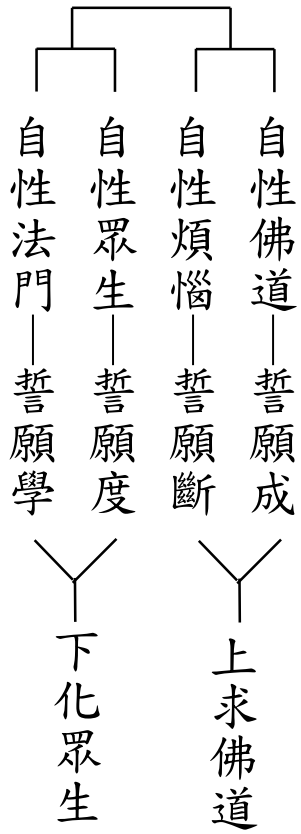 自性佛道誓願成
自性煩惱誓願斷
自性眾生誓願度
自性法門誓願學
上求佛道
下化眾生